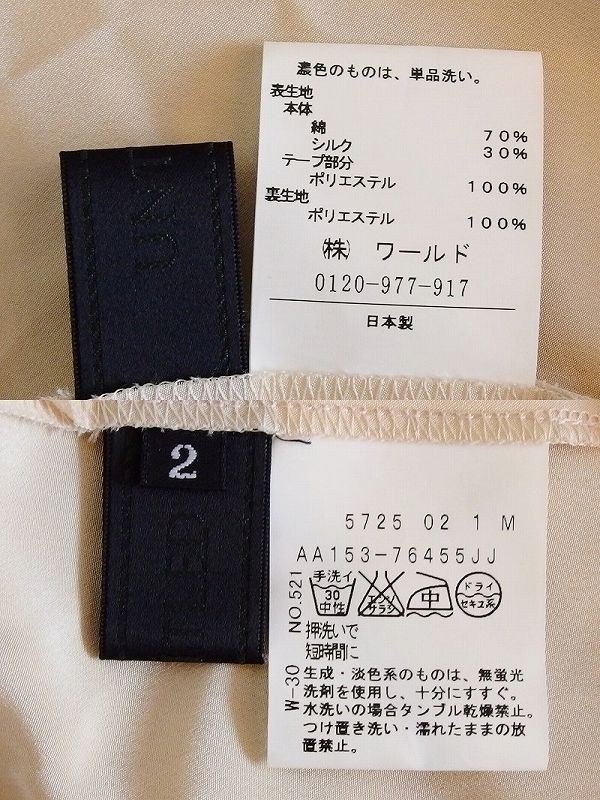 濃色のものは、単品洗い。
表生地
本体
綿 70%
シルク 30%
テープ部分
ポリエステル 100%
裏生地
ポリエステル 100%
㈱ ワールド
0120-977-917
日本製
2
5725 02 1 M
AA153-76455JJ
NO.521
手洗イ
30
中性
エンソ
サラシ
中
ドライ
セキユ系
押洗いで
短時間に
W-30
生成・淡色系のものは、無蛍光
洗剤を使用し、十分にすすぐ。
水洗いの場合タンブル乾燥禁止。
つけ置き洗い・濡れたままの放
置禁止。